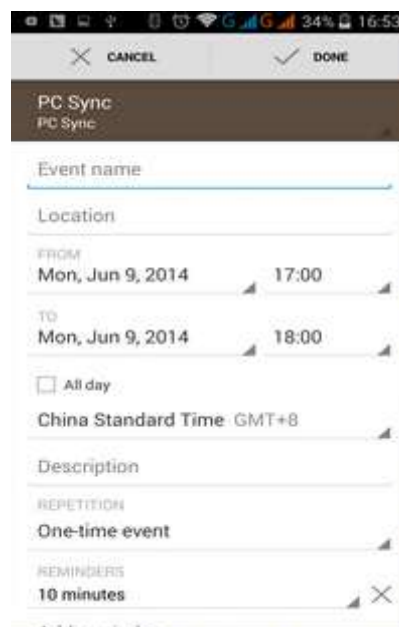 G G 34% 16:53
CANCEL DONE
PC Sync
PC Sync
Event name
Location
FROM
Mon, Jun 9, 2014 17:00
TO
Mon, Jun 9, 2014 18:00
All day
China Standard Time GMT+8
Description
REPETITION
One-time event
REMINDERS
10 minutes